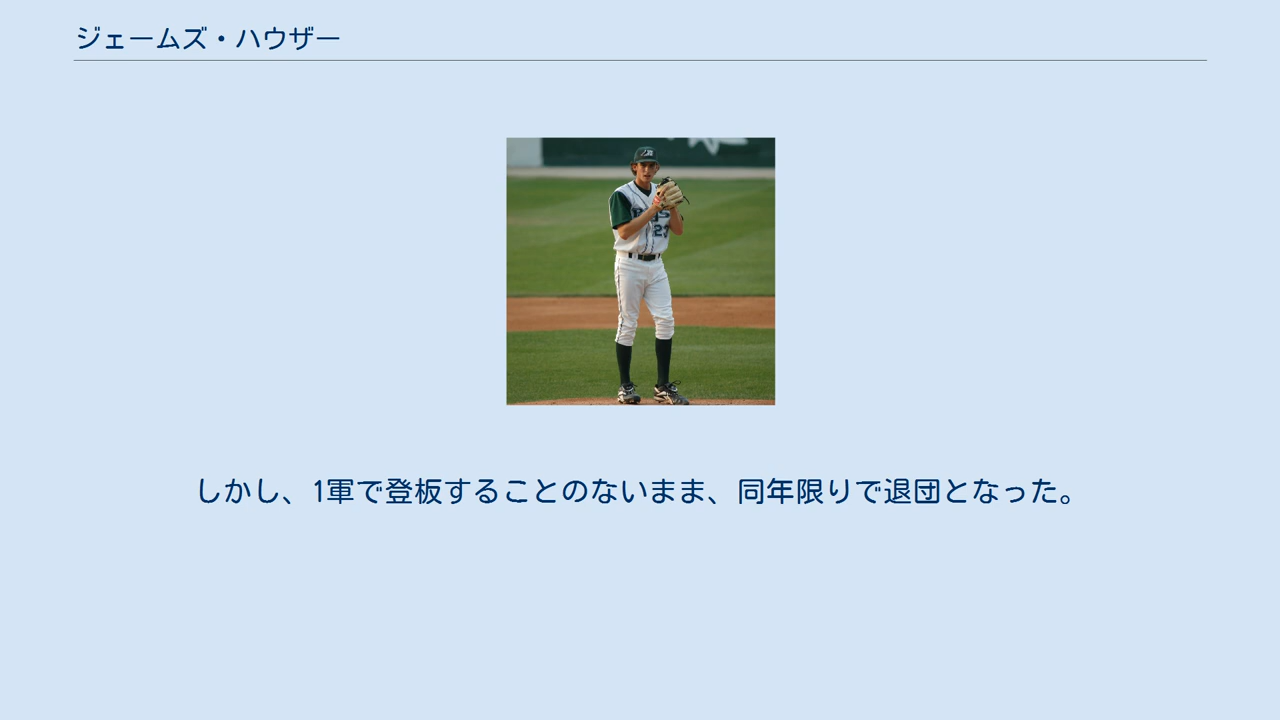 ジェームズ・ハウザー
23
しかし、1軍で登板することのないまま、同年限りで退団となった。